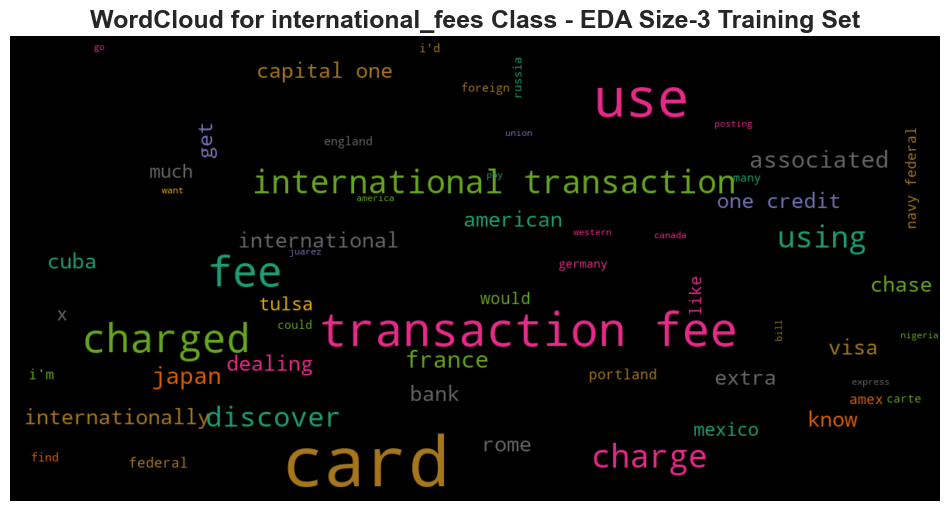 WordCloud for international_fees Class - EDA Size-3 Training Set
go
i'd
capital one
russia
foreign
use
posting
get
england
union
navy federal
much
associated
want
international transaction
pay
many
america
one credit
american
using
western
canada
international
juarez
cuba
fee
germany
chase
tulsa
would
like
x
could
charged
transaction fee
bill
nigeria
visa
dealing
france
i'm
japan
portland
extra
express
bank
amex
carte
internationally
discover
know
mexico
rome
card
charge
find
federal